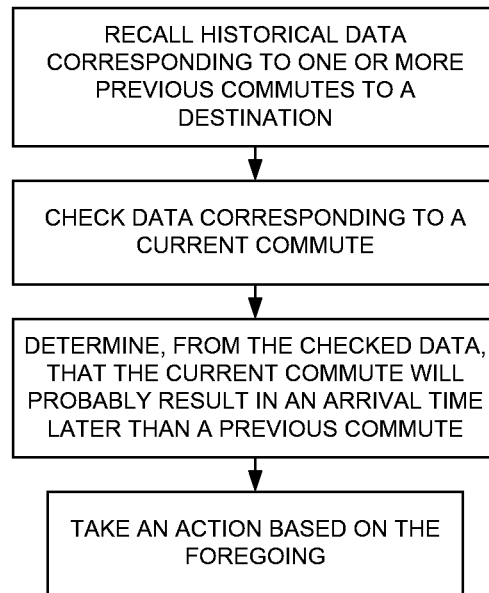 RECALL HISTORICAL DATA
CORRESPONDING TO ONE OR MORE
PREVIOUS COMMUTES TO A
DESTINATION
CHECK DATA CORRESPONDING TO A
CURRENT COMMUTE
DETERMINE, FROM THE CHECKED DATA,
THAT THE CURRENT COMMUTE WILL
PROBABLY RESULT IN AN ARRIVAL TIME
LATER THAN A PREVIOUS COMMUTE
TAKE AN ACTION BASED ON THE
FOREGOING